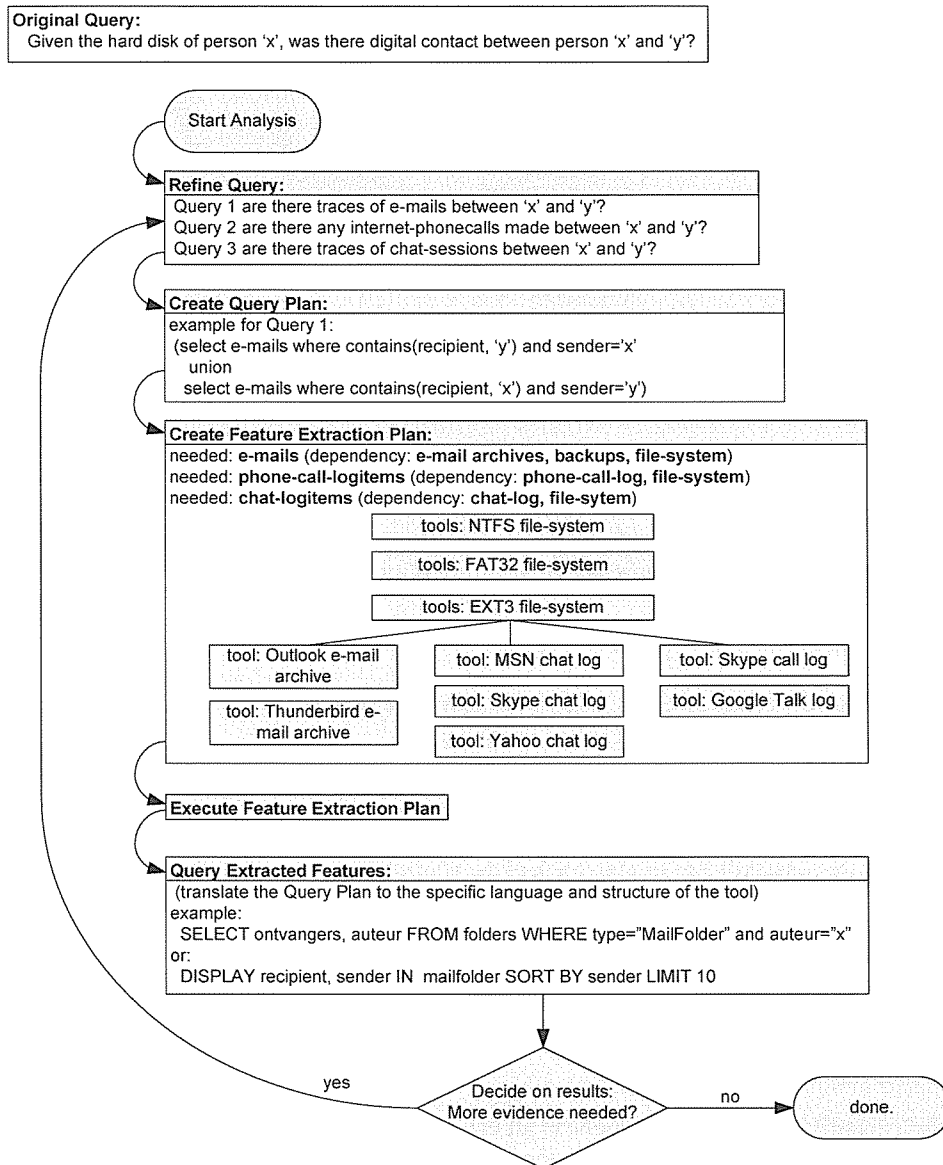 Original Query:
Given the hard disk of person ‘x’, was there digital contact between person ‘x’ and ‘y’?
Start Analysis
Refine Query:
Query 1 are there traces of e-mails between ‘x’ and ‘y’?
Query 2 are there any internet-phonecalls made between ‘x’ and ‘y’?
Query 3 are there traces of chat-sessions between ‘x’ and ‘y’?
Create Query Plan:
example for Query 1:
(select e-mails where contains(recipient, ‘y’) and sender=’x’
union
select e-mails where contains(recipient, ‘x’) and sender=’y’)
Create Feature Extraction Plan:
needed: e-mails (dependency: e-mail archives, backups, file-system)
needed: phone-call-logitems (dependency: phone-call-log, file-system)
needed: chat-logitems (dependency: chat-log, file-sytem)
tools: NTFS file-system
tools: FAT32 file-system
tools: EXT3 file-system
tool: Outlook e-mail
archive
tool: Thunderbird e-
mail archive
tool: MSN chat log
tool: Skype chat log
tool: Yahoo chat log
tool: Skype call log
tool: Google Talk log
Execute Feature Extraction Plan
Query Extracted Features:
(translate the Query Plan to the specific language and structure of the tool)
example:
SELECT ontvangers, auteur FROM folders WHERE type=”MailFolder” and auteur=”x”
or:
DISPLAY recipient, sender IN mailfolder SORT BY sender LIMIT 10
Decide on results:
More evidence needed?
yes
no
done.